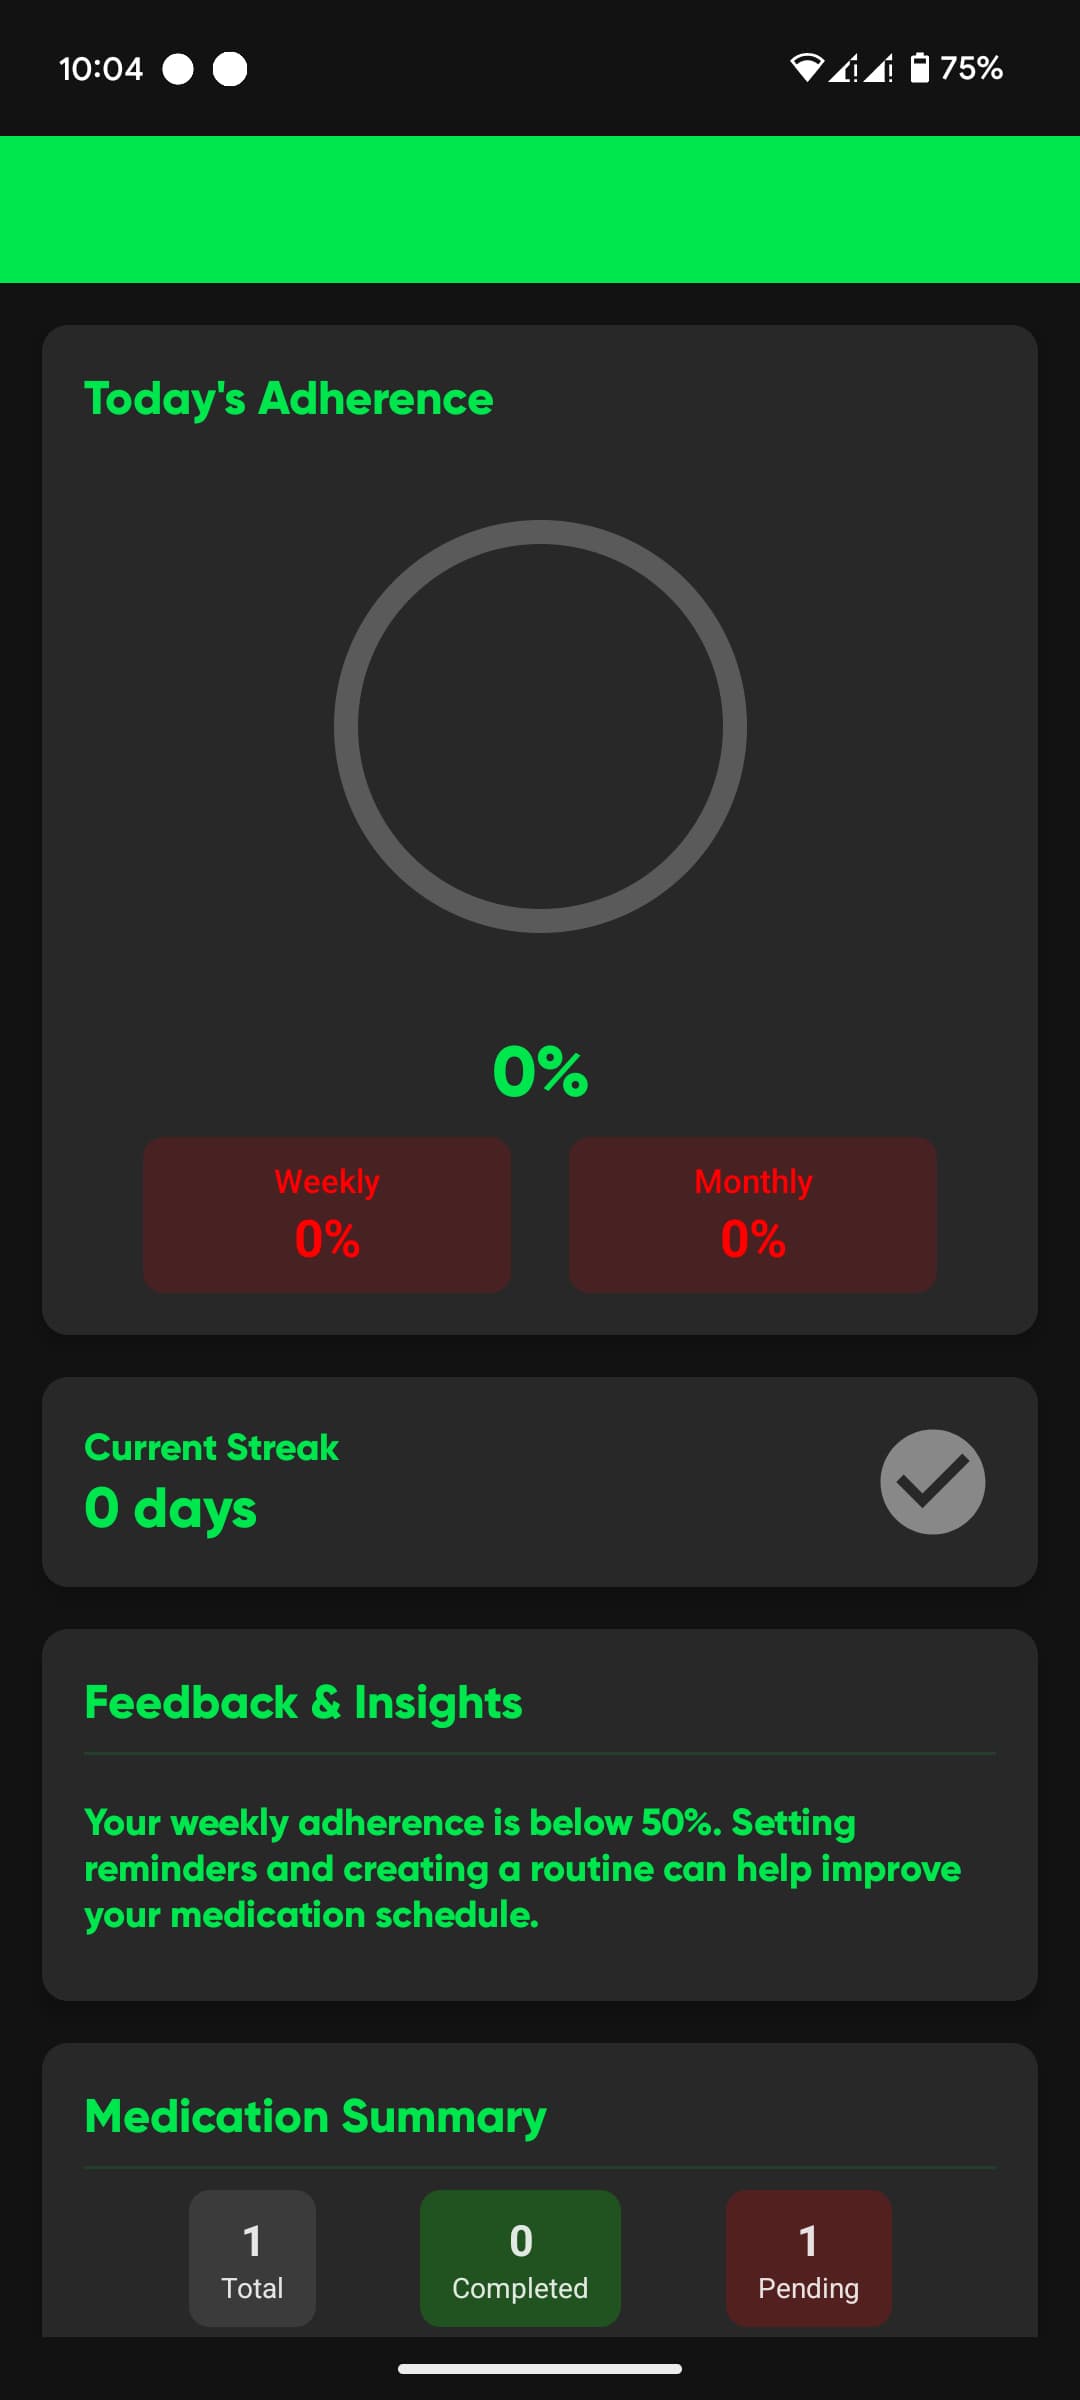 10:04
75%
Today's Adherence
0%
Weekly
0%
Monthly
0%
Current Streak
0 days
Feedback & Insights
Your weekly adherence is below 50%. Setting
reminders and creating a routine can help improve
your medication schedule.
Medication Summary
1
Total
0
Completed
1
Pending